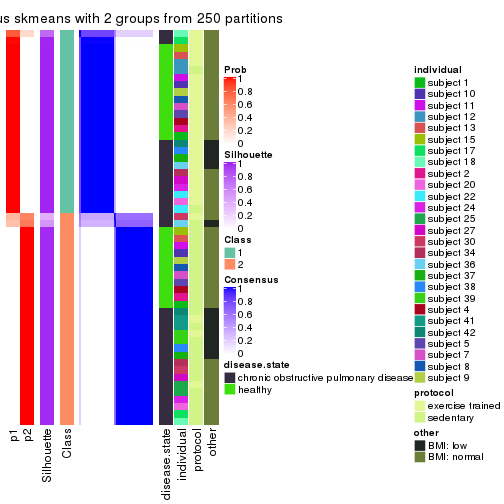 us skmeans with 2 groups from 250 partitions
Prob
1
0.8
0.6
0.4
0.2
0
Silhouette
1
0.8
0.6
0.4
0.2
0
Class
1
2
Consensus
1
0.8
0.6
0.4
0.2
0
disease.state
chronic obstructive pulmonary disease
healthy
individual
subject 1
subject 10
subject 11
subject 12
subject 13
subject 15
subject 17
subject 18
subject 2
subject 20
subject 22
subject 24
subject 25
subject 27
subject 30
subject 34
subject 36
subject 37
subject 38
subject 39
subject 4
subject 41
subject 42
subject 5
subject 7
subject 8
subject 9
protocol
exercise trained
sedentary
other
BMI: low
BMI: normal
p1
p2
Silhouette
Class
disease.state
individual
protocol
other